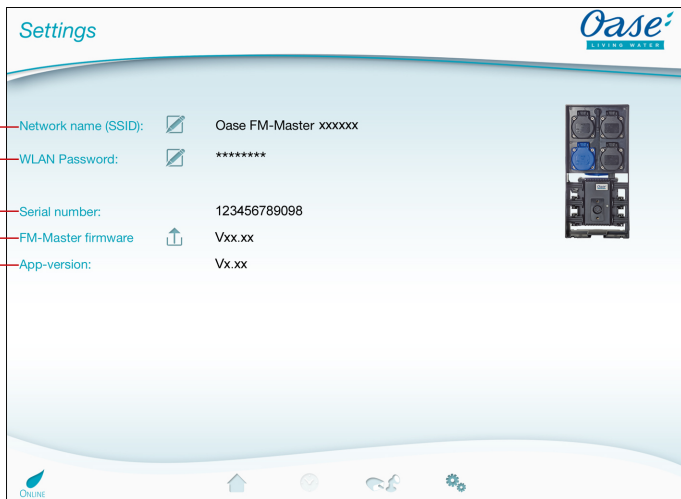 Settings
Oase
LIVING WATER
Network name (SSID): Oase FM-Master xxxxxx
WLAN Password: ********
Serial number: 123456789098
FM-Master firmware Vxx.xx
App-version: Vx.xx
ONLINE